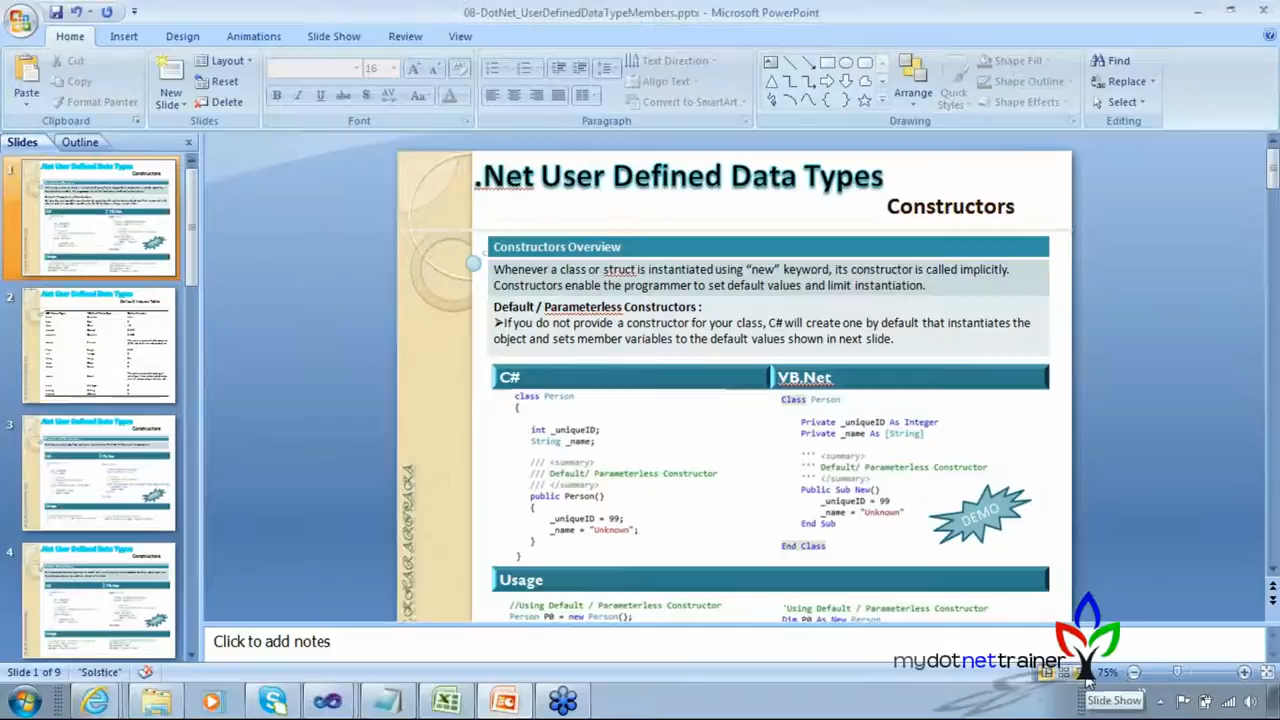 08-DotNet_UserDefinedDataTypeMembers.pptx - Microsoft PowerPoint
Home Insert Design Animations Slide Show Review View
Paste Cut Copy Format Painter
New Slide Layout Reset Delete
16
Text Direction
Align Text
Convert to SmartArt
Arrange Quick Styles Shape Fill Shape Outline Shape Effects
Find Replace Select
Clipboard Slides Font Paragraph Drawing Editing
Slides Outline
1
2
3
4
.Net User Defined Data Types
Constructors
Constructors Overview
Whenever a class or struct is instantiated using "new" keyword, its constructor is called implicitly.
Constructors enable the programmer to set default values and limit instantiation.
Default / Parameterless Constructors :
➢If you do not provide a constructor for your class, C# will create one by default that instantiates the
object and sets member variables to the default values shown in next slide.
C# VB.Net
class Person
{
int _uniqueID;
String _name;
/// <summary>
/// Default/ Parameterless Constructor
/// </summary>
public Person()
{
_uniqueID = 99;
_name = "Unknown";
}
}
Class Person
Private _uniqueID As Integer
Private _name As [String]
''' <summary>
''' Default/ Parameterless Constructor
''' </summary>
Public Sub New()
_uniqueID = 99
_name = "Unknown"
End Sub
End Class
DEMO
Usage
//Using Default / Parameterless Constructor
Person P0 = new Person();
'Using Default / Parameterless Constructor
Dim P0 As New Person
Click to add notes
mydotnettrainer
Slide 1 of 9 "Solstice" 75%
Slide Show